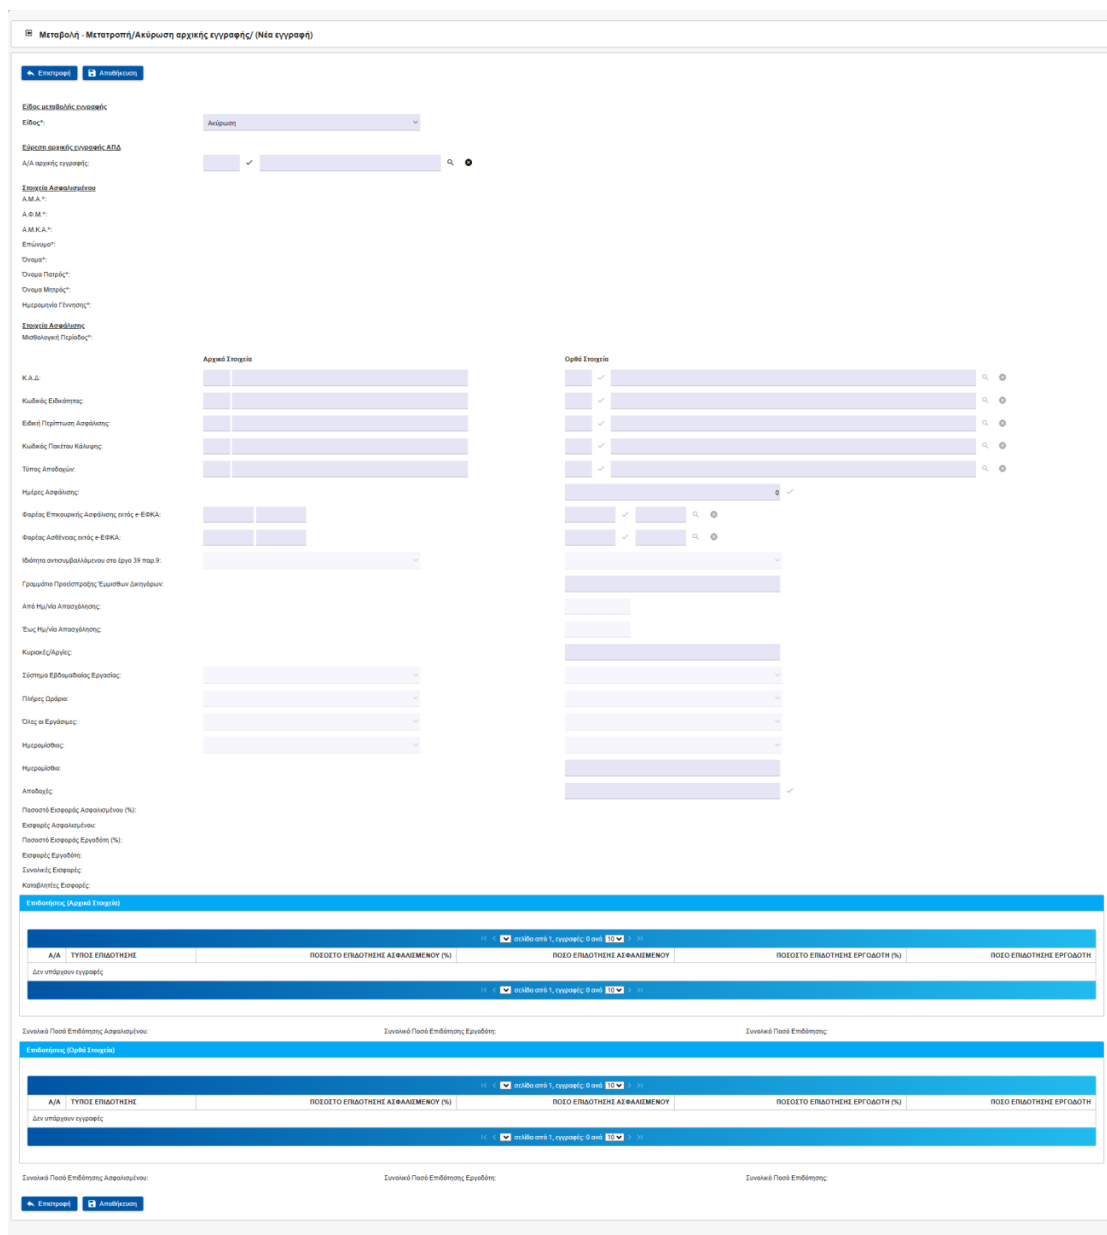 Μεταβολή - Μετατροπή/Ακύρωση αρχικής εγγραφής/ (Νέα εγγραφή)
Επιστροφή Αποθήκευση
Είδος μεταβολής εγγραφής
Είδος*: Ακύρωση
Εύρεση αρχικής εγγραφής ΑΠΔ
Α/Α αρχικής εγγραφής:
Στοιχεία Ασφαλισμένου
Α.Μ.Α.*:
Α.Φ.Μ.*:
Α.Μ.Κ.Α.*:
Επώνυμο*:
Όνομα*:
Όνομα Πατρός*:
Όνομα Μητρός*:
Ημερομηνία Γέννησης*:
Στοιχεία Ασφάλισης
Μισθολογική Περίοδος*:
Αρχικά Στοιχεία Ορθά Στοιχεία
Κ.Α.Δ:
Κωδικός Ειδικότητας:
Ειδική Περίπτωση Ασφάλισης:
Κωδικός Πακέτου Κάλυψης:
Τύπος Αποδοχών:
Ημέρες Ασφάλισης: 0
Φορέας Επικουρικής Ασφάλισης εκτός e-ΕΦΚΑ:
Φορέας Ασθένειας εκτός e-ΕΦΚΑ:
Ιδιότητα αντισυμβαλλόμενου στο έργο 39 παρ.9:
Γραμμάτιο Προείσπραξης Έμμισθων Δικηγόρων:
Από Ημ/νία Απασχόλησης:
Έως Ημ/νία Απασχόλησης:
Κυριακές/Αργίες:
Σύστημα Εβδομαδιαίας Εργασίας:
Πλήρες Ωράριο:
Όλες οι Εργάσιμες:
Ημερομίσθιος:
Ημερομίσθιο:
Αποδοχές:
Ποσοστό Εισφοράς Ασφαλισμένου (%):
Εισφορές Ασφαλισμένου:
Ποσοστό Εισφοράς Εργοδότη (%):
Εισφορές Εργοδότη:
Συνολικές Εισφορές:
Καταβλητέες Εισφορές:
Επιδοτήσεις (Αρχικά Στοιχεία)
σελίδα από 1, εγγραφές: 0 ανά 10
Α/Α ΤΥΠΟΣ ΕΠΙΔΟΤΗΣΗΣ ΠΟΣΟΣΤΟ ΕΠΙΔΟΤΗΣΗΣ ΑΣΦΑΛΙΣΜΕΝΟΥ (%) ΠΟΣΟ ΕΠΙΔΟΤΗΣΗΣ ΑΣΦΑΛΙΣΜΕΝΟΥ ΠΟΣΟΣΤΟ ΕΠΙΔΟΤΗΣΗΣ ΕΡΓΟΔΟΤΗ (%) ΠΟΣΟ ΕΠΙΔΟΤΗΣΗΣ ΕΡΓΟΔΟΤΗ
Δεν υπάρχουν εγγραφές
σελίδα από 1, εγγραφές: 0 ανά 10
Συνολικό Ποσό Επιδότησης Ασφαλισμένου: Συνολικό Ποσό Επιδότησης Εργοδότη: Συνολικό Ποσό Επιδότησης:
Επιδοτήσεις (Ορθά Στοιχεία)
σελίδα από 1, εγγραφές: 0 ανά 10
Α/Α ΤΥΠΟΣ ΕΠΙΔΟΤΗΣΗΣ ΠΟΣΟΣΤΟ ΕΠΙΔΟΤΗΣΗΣ ΑΣΦΑΛΙΣΜΕΝΟΥ (%) ΠΟΣΟ ΕΠΙΔΟΤΗΣΗΣ ΑΣΦΑΛΙΣΜΕΝΟΥ ΠΟΣΟΣΤΟ ΕΠΙΔΟΤΗΣΗΣ ΕΡΓΟΔΟΤΗ (%) ΠΟΣΟ ΕΠΙΔΟΤΗΣΗΣ ΕΡΓΟΔΟΤΗ
Δεν υπάρχουν εγγραφές
σελίδα από 1, εγγραφές: 0 ανά 10
Συνολικό Ποσό Επιδότησης Ασφαλισμένου: Συνολικό Ποσό Επιδότησης Εργοδότη: Συνολικό Ποσό Επιδότησης:
Επιστροφή Αποθήκευση